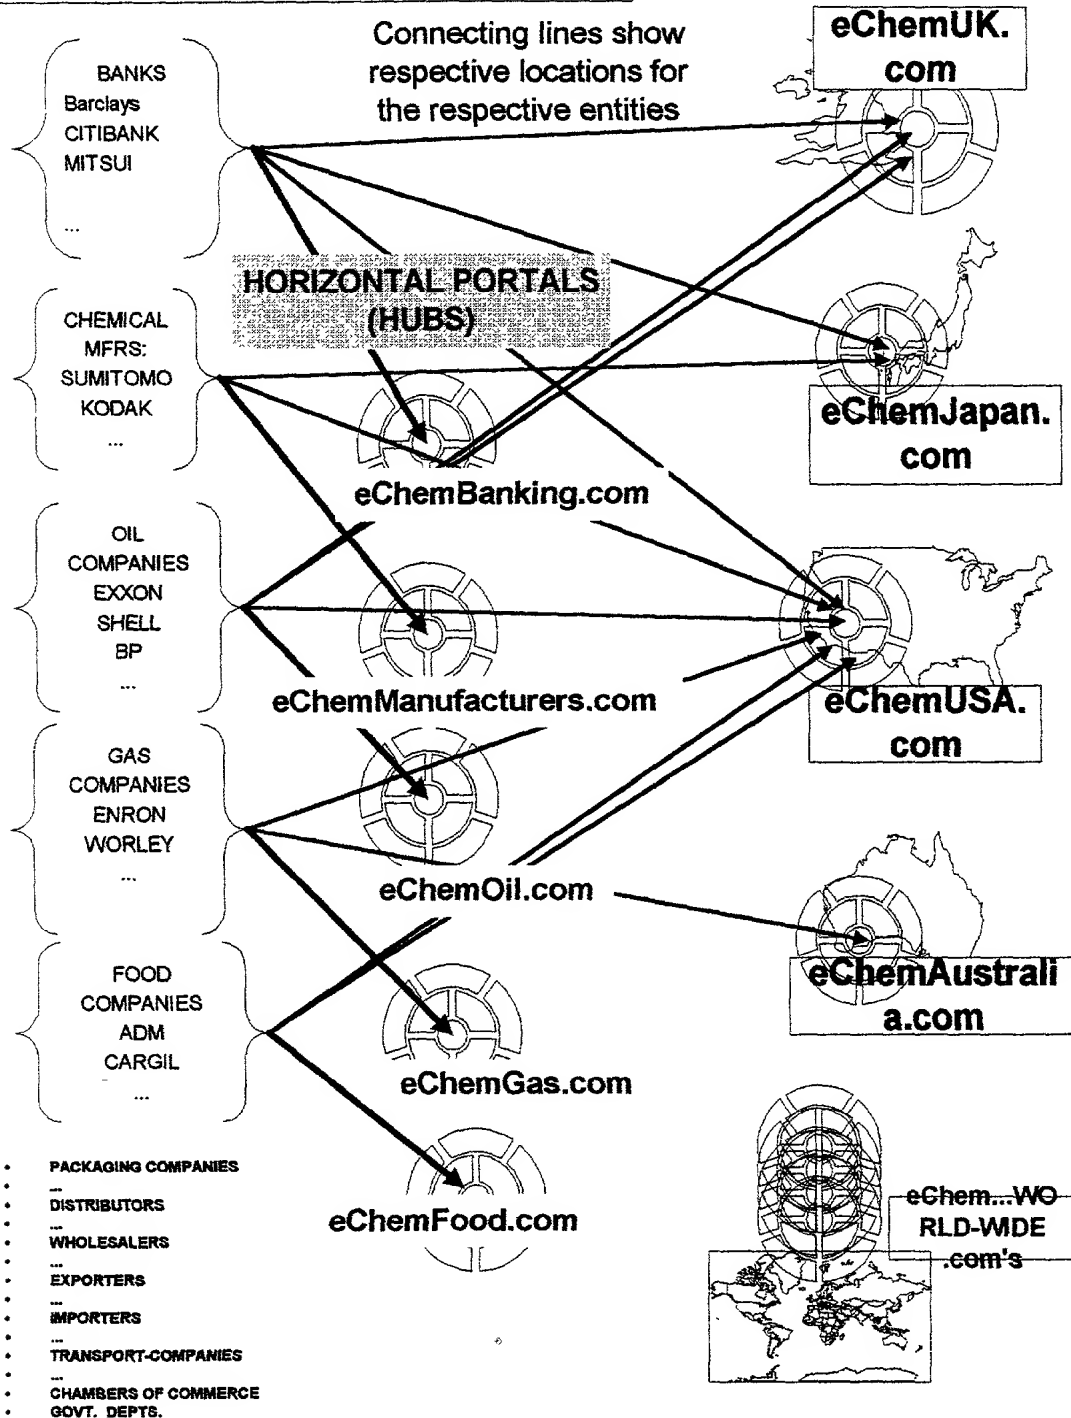 Connecting lines show
respective locations for
the respective entities
eChemUK.
com
BANKS
Barclays
CITIBANK
MITSUI
...
HORIZONTAL PORTALS
(HUBS)
CHEMICAL
MFRS:
SUMITOMO
KODAK
...
eChemJapan.
com
eChemBanking.com
OIL
COMPANIES
EXXON
SHELL
BP
...
eChemManufacturers.com
eChemUSA.
com
GAS
COMPANIES
ENRON
WORLEY
...
eChemOil.com
FOOD
COMPANIES
ADM
CARGIL
...
eChemAustrali
a.com
eChemGas.com
eChemFood.com
eChem...WO
RLD-WIDE
.com's
• PACKAGING COMPANIES
• ...
• DISTRIBUTORS
• ...
• WHOLESALERS
• ...
• EXPORTERS
• ...
• IMPORTERS
• ...
• TRANSPORT-COMPANIES
• ...
• CHAMBERS OF COMMERCE
• GOVT. DEPTS.